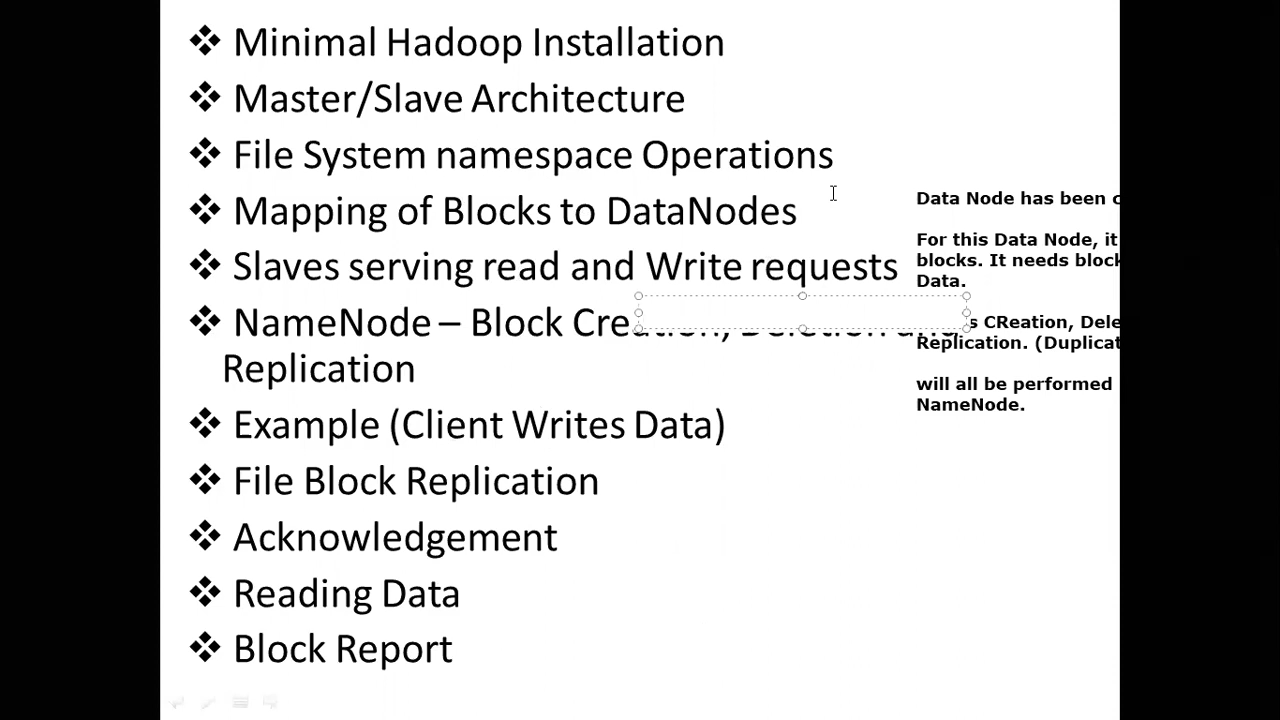 ❖ Minimal Hadoop Installation
❖ Master/Slave Architecture
❖ File System namespace Operations
❖ Mapping of Blocks to DataNodes
❖ Slaves serving read and Write requests
❖ NameNode – Block Creation, Deletion and
Replication
❖ Example (Client Writes Data)
❖ File Block Replication
❖ Acknowledgement
❖ Reading Data
❖ Block Report
Data Node has been
For this Data Node, it
blocks. It needs block
Data.
s CReation, Dele
Replication. (Duplicat
will all be performed
NameNode.